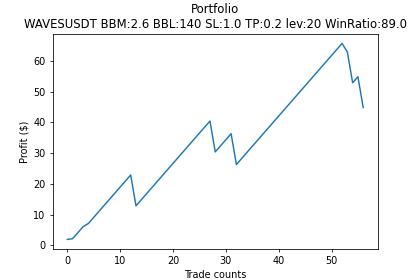 Portfolio
WAVESUSDT BBM:2.6 BBL:140 SL:1.0 TP:0.2 lev:20 WinRatio:89.0
60
50
40
30
20
10
0
Profit ($)
0 10 20 30 40 50
Trade counts